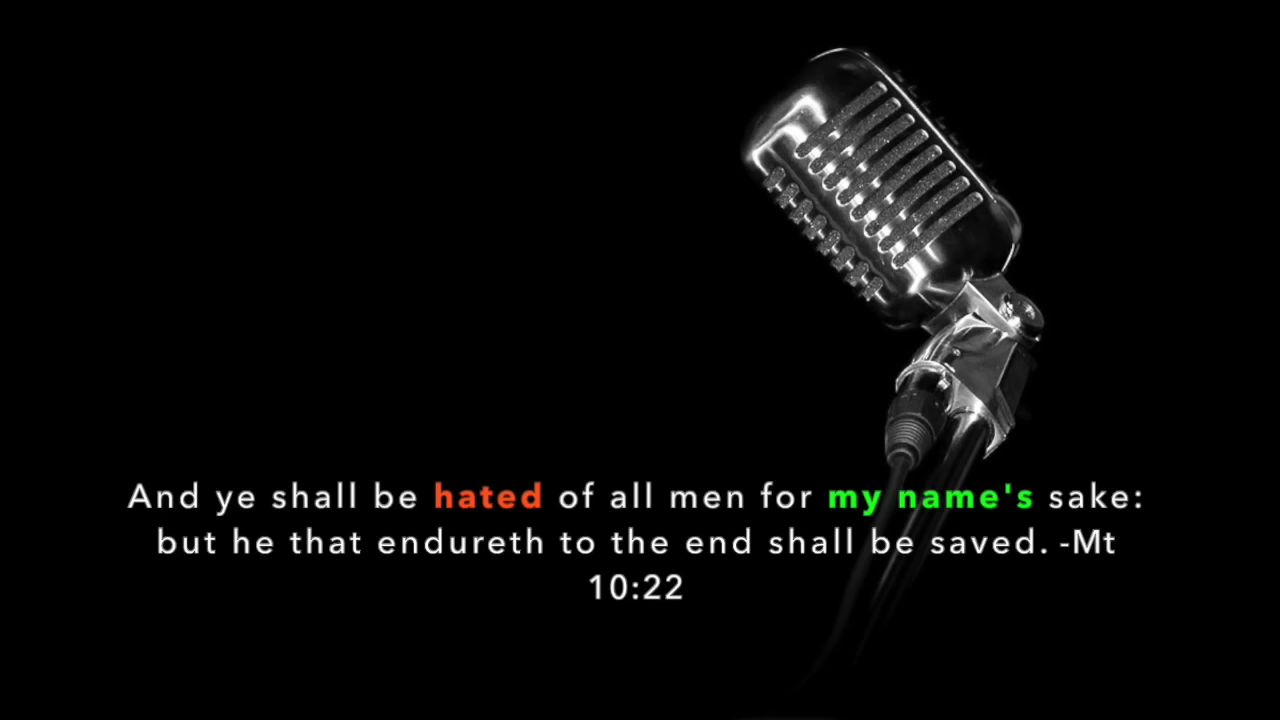 And ye shall be hated of all men for my name's sake:
but he that endureth to the end shall be saved. -Mt
10:22